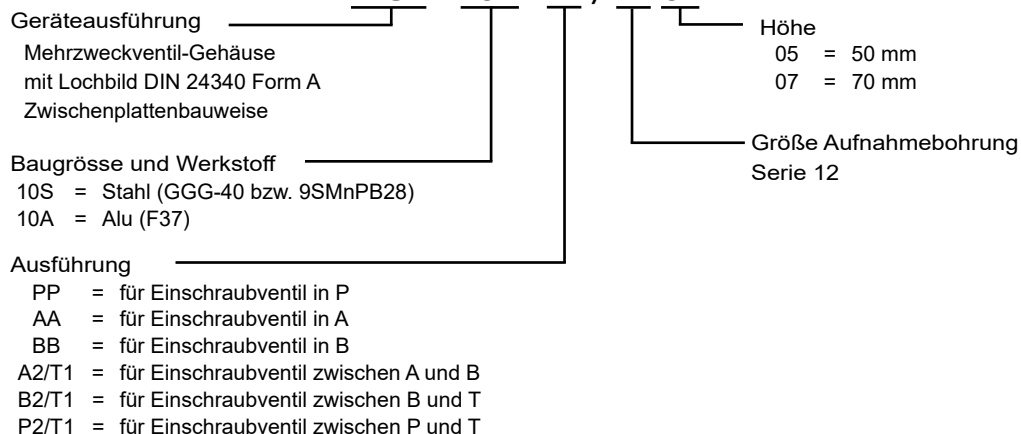 Geräteausführung
Mehrzweckventil-Gehäuse
mit Lochbild DIN 24340 Form A
Zwischenplattenbauweise
Höhe
05 = 50 mm
07 = 70 mm
Größe Aufnahmebohrung
Serie 12
Baugrösse und Werkstoff
10S = Stahl (GGG-40 bzw. 9SMnPB28)
10A = Alu (F37)
Ausführung
PP = für Einschraubventil in P
AA = für Einschraubventil in A
BB = für Einschraubventil in B
A2/T1 = für Einschraubventil zwischen A und B
B2/T1 = für Einschraubventil zwischen B und T
P2/T1 = für Einschraubventil zwischen P und T